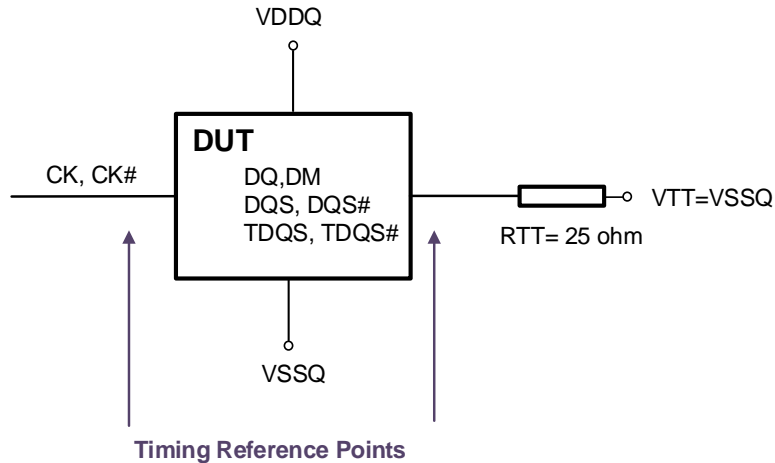 VDDQ
DUT
CK, CK#
DQ,DM
DQS, DQS#
TDQS, TDQS#
VTT=VSSQ
RTT= 25 ohm
VSSQ
Timing Reference Points